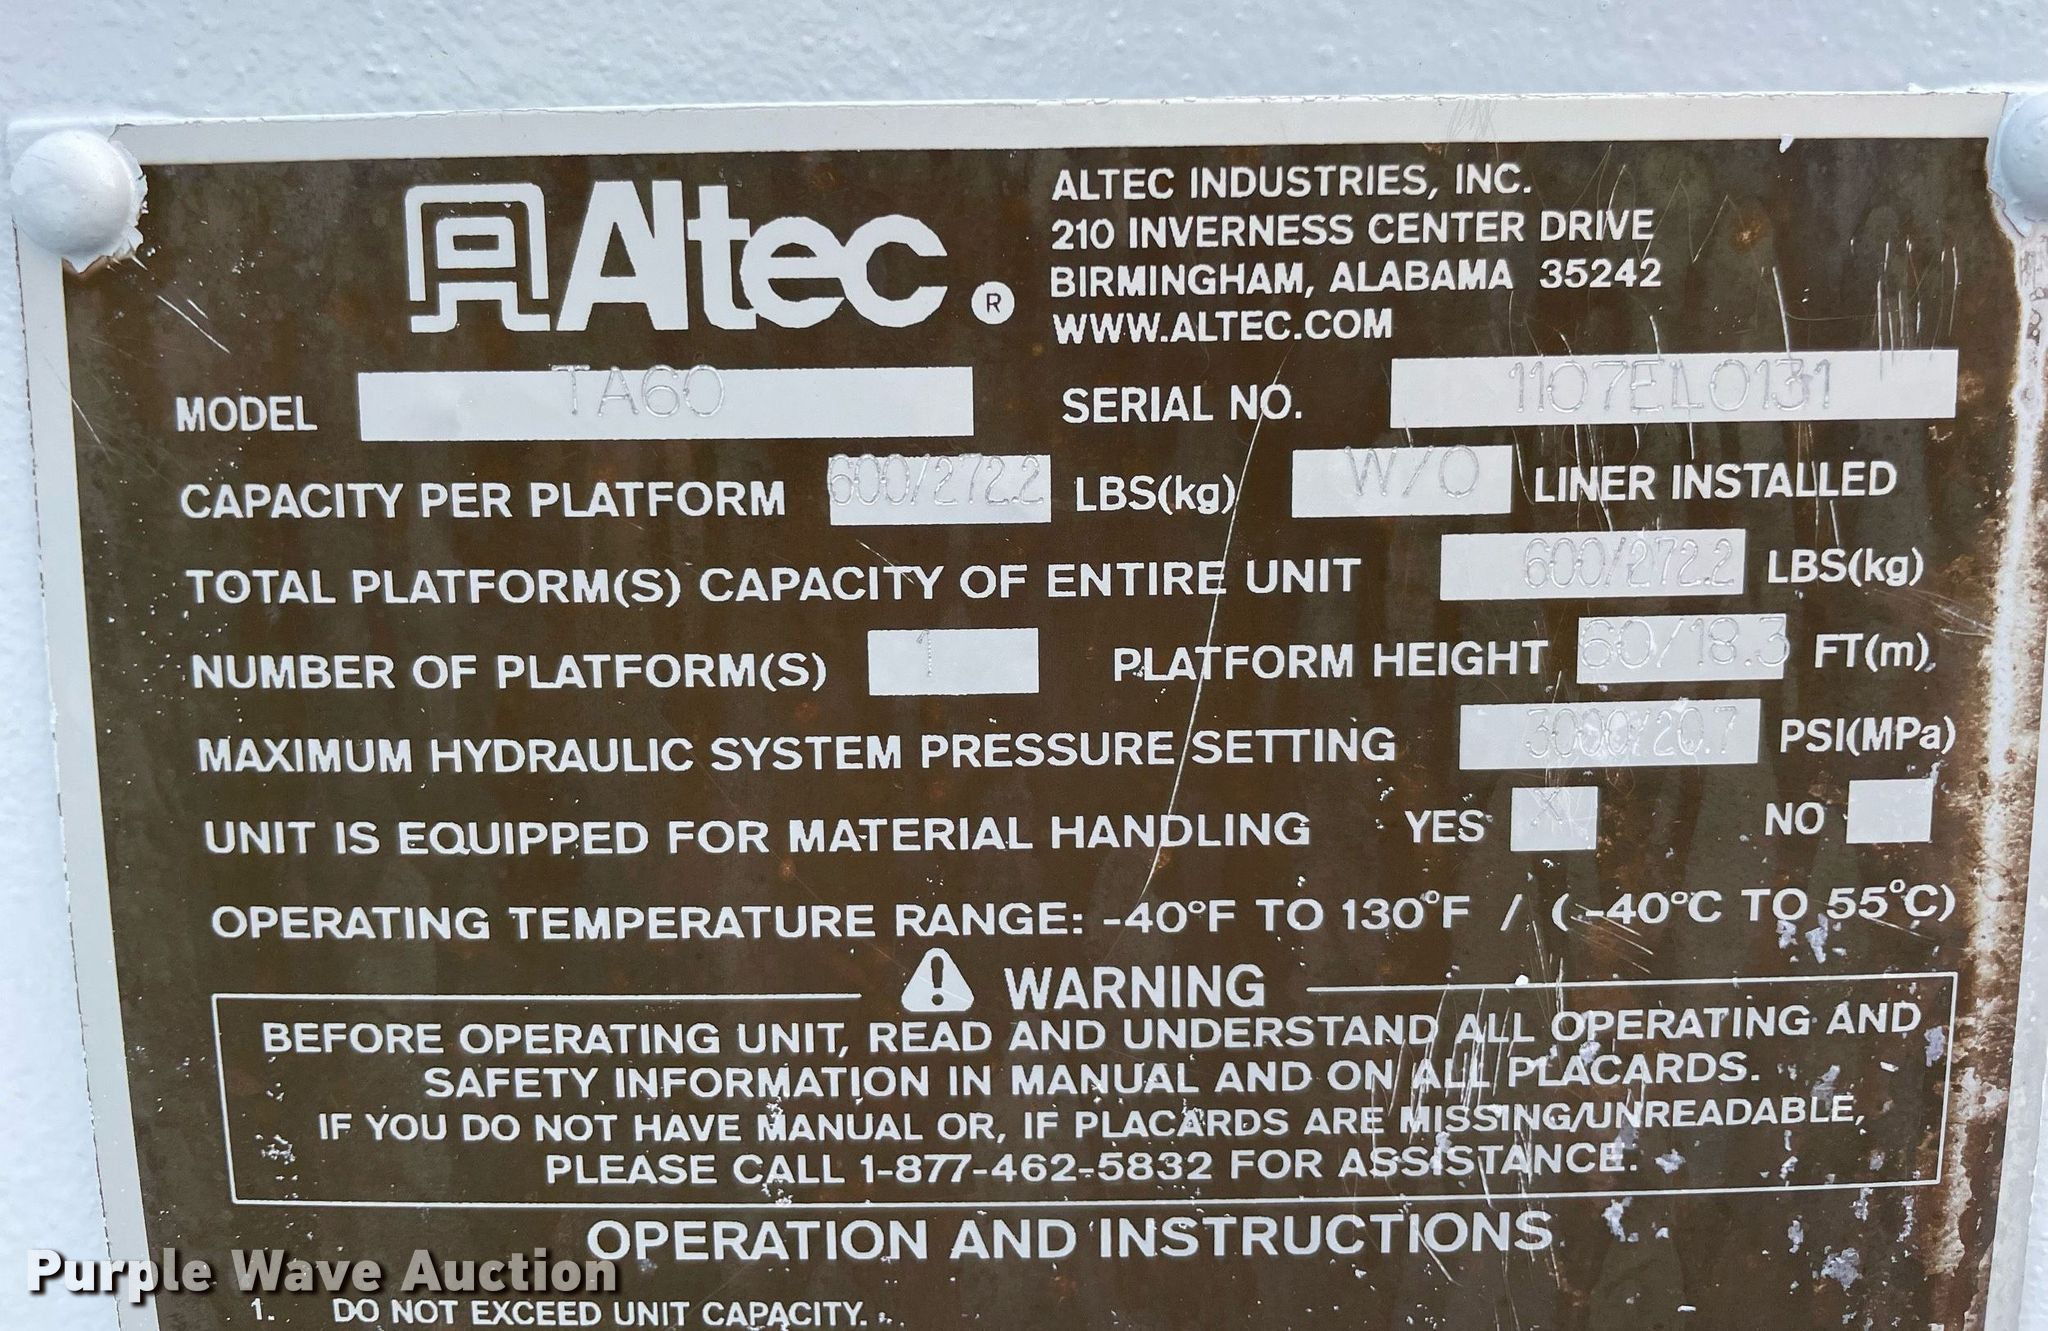 Altec®
ALTEC INDUSTRIES, INC.
210 INVERNESS CENTER DRIVE
BIRMINGHAM, ALABAMA 35242
WWW.ALTEC.COM
MODEL TA60 SERIAL NO. 1107EL0131
CAPACITY PER PLATFORM 600/272.2 LBS(kg) W/O LINER INSTALLED
TOTAL PLATFORM(S) CAPACITY OF ENTIRE UNIT 600/272.2 LBS(kg)
NUMBER OF PLATFORM(S) 1 PLATFORM HEIGHT 60/18.3 FT(m)
MAXIMUM HYDRAULIC SYSTEM PRESSURE SETTING 3000/20.7 PSI(MPa)
UNIT IS EQUIPPED FOR MATERIAL HANDLING YES X NO
OPERATING TEMPERATURE RANGE: -40°F TO 130°F / (-40°C TO 55°C)
WARNING
BEFORE OPERATING UNIT, READ AND UNDERSTAND ALL OPERATING AND
SAFETY INFORMATION IN MANUAL AND ON ALL PLACARDS.
IF YOU DO NOT HAVE MANUAL OR, IF PLACARDS ARE MISSING/UNREADABLE,
PLEASE CALL 1-877-462-5832 FOR ASSISTANCE.
OPERATION AND INSTRUCTIONS
1. DO NOT EXCEED UNIT CAPACITY.
Purple Wave Auction